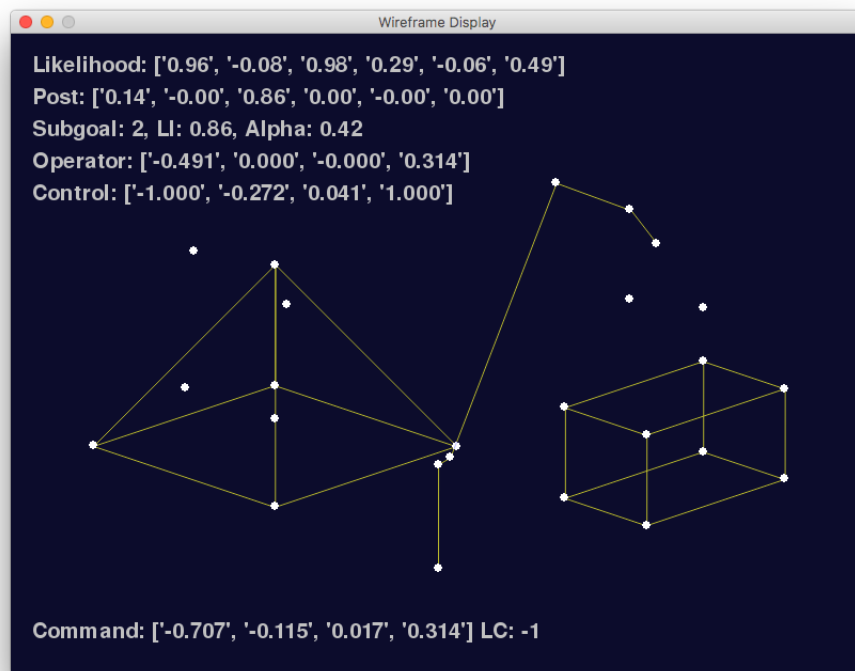 Wireframe Display
Likelihood: ['0.96', '-0.08', '0.98', '0.29', '-0.06', '0.49']
Post: ['0.14', '-0.00', '0.86', '0.00', '-0.00', '0.00']
Subgoal: 2, LI: 0.86, Alpha: 0.42
Operator: ['-0.491', '0.000', '-0.000', '0.314']
Control: ['-1.000', '-0.272', '0.041', '1.000']
Command: ['-0.707', '-0.115', '0.017', '0.314'] LC: -1